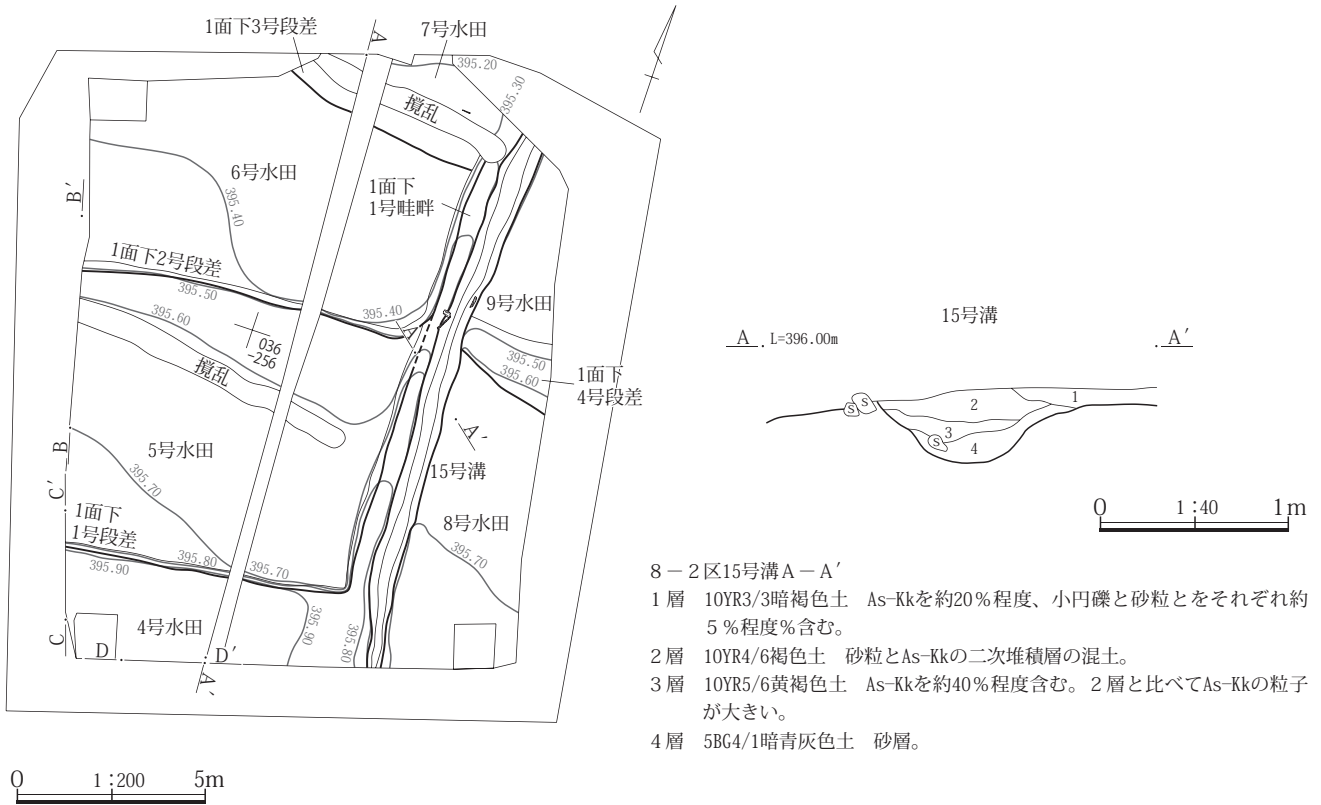 1面下3号段差
A
7号水田
395.20
395.30
撹乱
6号水田
395.40
B′
1面下
1号畦畔
1面下2号段差
395.50
395.60
395.40
A
9号水田
036
-256
撹乱
395.50
395.60
1面下
4号段差
A′
B
5号水田
395.70
C′
15号溝
8号水田
395.70
1面下
1号段差
395.80
395.70
395.90
4号水田
395.90
395.80
C
D
D′
A′
0 1:200 5m
15号溝
A . L=396.00m . A′
S
S
2
1
3
S
4
0 1:40 1m
8－2区15号溝A－A′
1層 10YR3/3暗褐色土 As-Kkを約20％程度、小円礫と砂粒とをそれぞれ約
５％程度％含む。
2層 10YR4/6褐色土 砂粒とAs-Kkの二次堆積層の混土。
3層 10YR5/6黄褐色土 As-Kkを約40％程度含む。２層と比べてAs-Kkの粒子
が大きい。
4層 5BG4/1暗青灰色土 砂層。